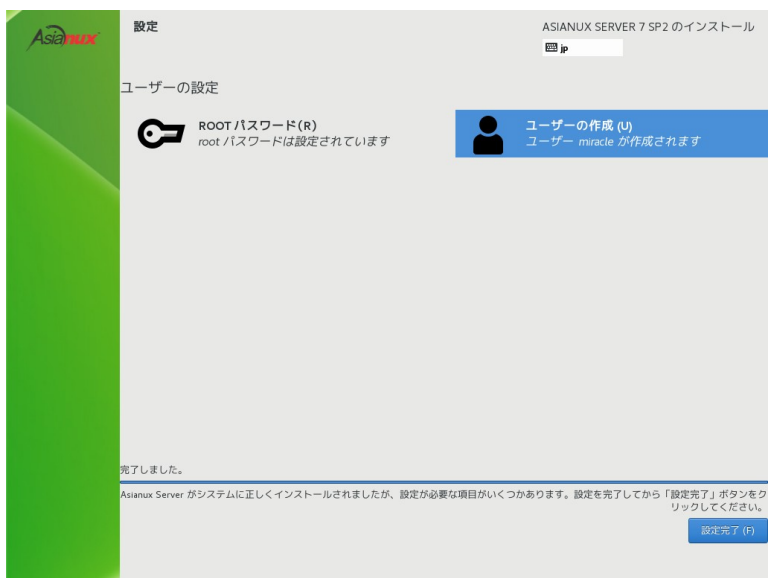 Asianux
設定
ASIANUX SERVER 7 SP2 のインストール
jp
ユーザーの設定
ROOT パスワード(R)
root パスワードは設定されています
ユーザーの作成 (U)
ユーザー miracle が作成されます
完了しました。
Asianux Server がシステムに正しくインストールされましたが、設定が必要な項目がいくつかあります。設定を完了してから「設定完了」ボタンをク
リックしてください。
設定完了 (F)